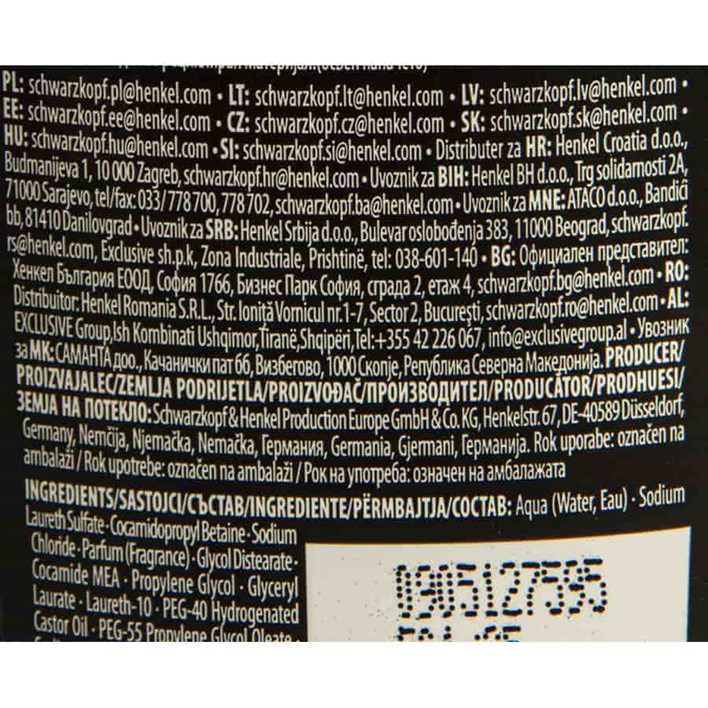 PL: schwarzkopf.pl@henkel.com • LT: schwarzkopf.lt@henkel.com • LV: schwarzkopf.lv@henkel.com •
EE: schwarzkopf.ee@henkel.com • CZ: schwarzkopf.cz@henkel.com • SK: schwarzkopf.sk@henkel.com •
HU: schwarzkopf.hu@henkel.com • SI: schwarzkopf.si@henkel.com • Distributer za HR: Henkel Croatia d.o.o.,
Budmanijeva 1, 10 000 Zagreb, schwarzkopf.hr@henkel.com • Uvoznik za BIH: Henkel BH d.o.o., Trg solidarnosti 2A,
71000 Sarajevo, tel/fax: 033/ 778 700, 778 702, schwarzkopf.ba@henkel.com • Uvoznik za MNE: ATACO d.o.o., Bandići
bb, 81410 Danilovgrad • Uvoznik za SRB: Henkel Srbija d.o.o., Bulevar oslobođenja 383, 11000 Beograd, schwarzkopf.
rs@henkel.com, Exclusive sh.p.k, Zona Industriale, Prishtinë, tel: 038-601-140 • BG: Официален представител:
Хенкел България ЕООД, София 1766, Бизнес Парк София, сграда 2, етаж 4, schwarzkopf.bg@henkel.com • RO:
Distribuitor: Henkel Romania S.R.L., Str. Ioniță Vornicul nr.1-7, Sector 2, București, schwarzkopf.ro@henkel.com • AL:
EXCLUSIVE Group,Ish Kombinati Ushqimor,Tiranë,Shqipëri,Tel:+355 42 226 067, info@exclusivegroup.al • Увозник
за МК: САМАНТА доо., Качанички пат 66, Визбегово, 1000 Скопје, Република Северна Македонија. PRODUCER/
PROIZVAJALEC/ZEMLJA PODRIJETLA/PROIZVOĐAČ/ПРОИЗВОДИТЕЛ/PRODUCĂTOR/PRODHUES/
ЗЕМЈА НА ПОТЕКЛО: Schwarzkopf & Henkel Production Europe GmbH & Co. KG, Henkelstr. 67, DE-40589 Düsseldorf,
Germany, Nemčija, Njemačka, Nemačka, Германия, Germania, Gjermani, Германија. Rok uporabe: označen na
ambalaži / Rok upotrebe: označen na ambalaži / Рок на употреба: означен на амбалажата
INGREDIENTS/SASTOJCI/СЪСТАВ/INGREDIENTE/PËRMBAJTJA/СОСТАВ: Aqua (Water, Eau) · Sodium
Laureth Sulfate · Cocamidopropyl Betaine · Sodium
Chloride · Parfum (Fragrance) · Glycol Distearate ·
Cocamide MEA · Propylene Glycol · Glyceryl
Laurate · Laureth-10 · PEG-40 Hydrogenated
Castor Oil · PEG-55 Propylene Glycol Oleate ·
0905127595